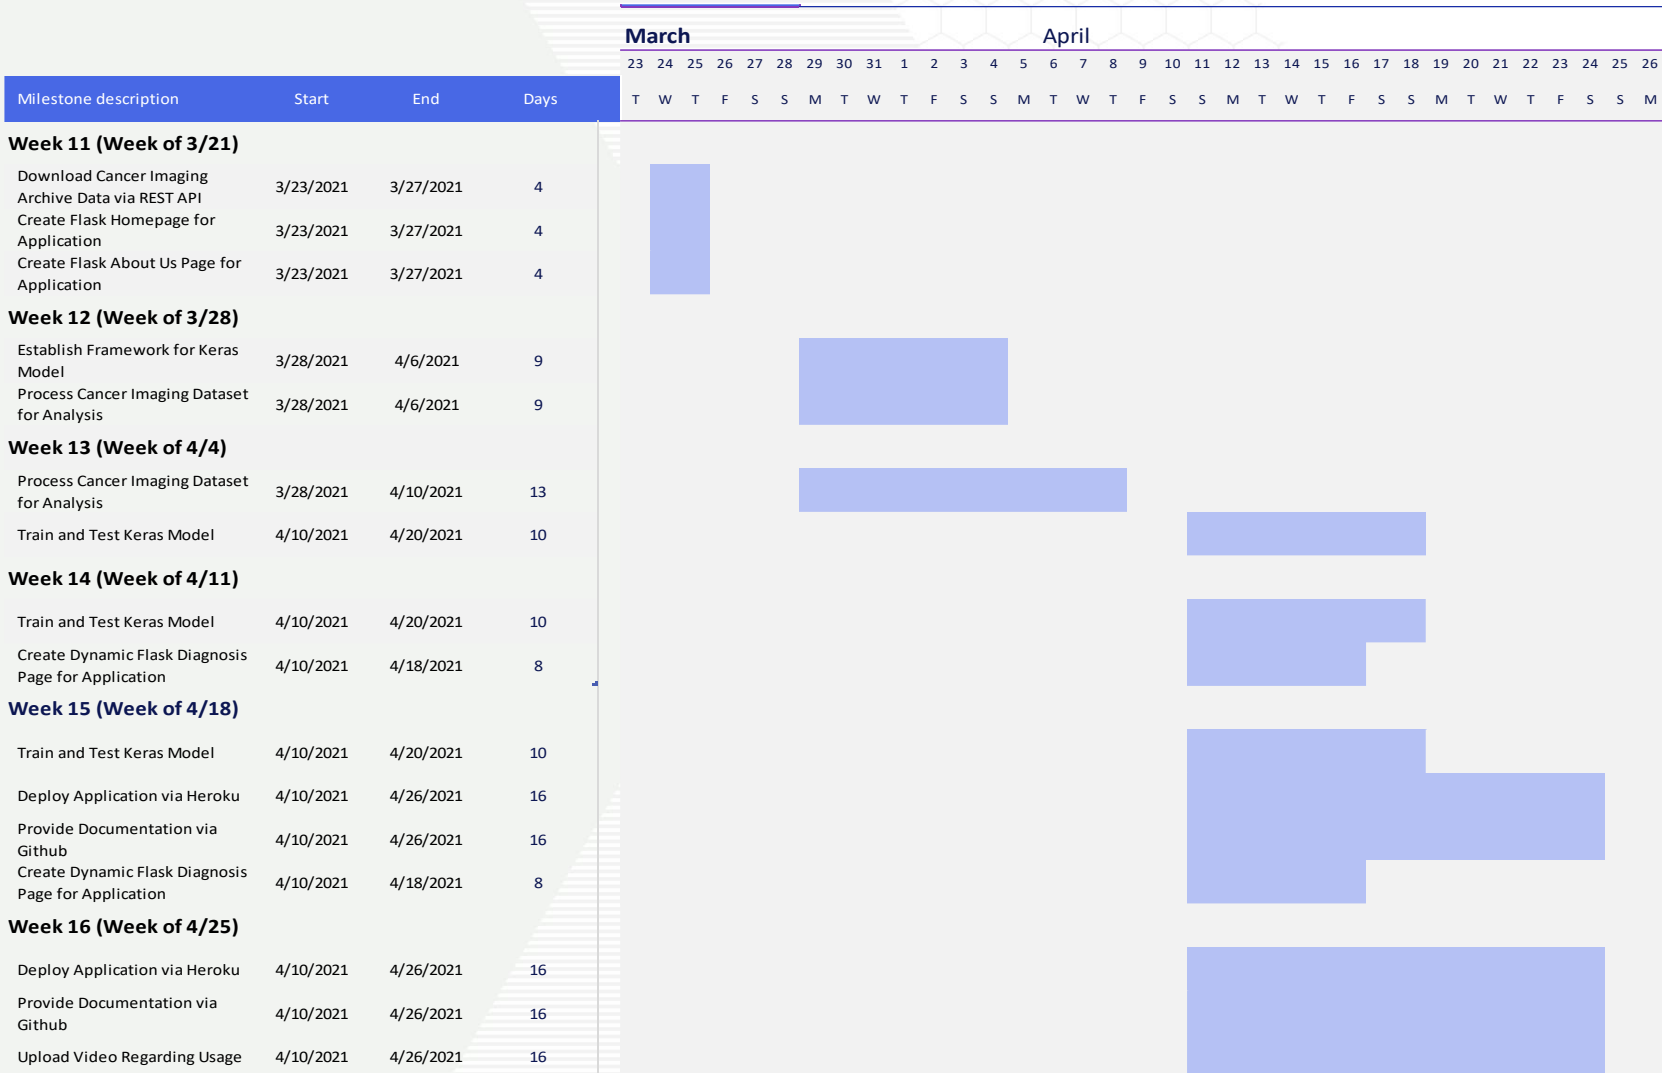 March April
23 24 25 26 27 28 29 30 31 1 2 3 4 5 6 7 8 9 10 11 12 13 14 15 16 17 18 19 20 21 22 23 24 25 26
Milestone description Start End Days T W T F S S M T W T F S S M T W T F S S M T W T F S S M T W T F S S M
Week 11 (Week of 3/21)
Download Cancer Imaging
Archive Data via REST API 3/23/2021 3/27/2021 4
Create Flask Homepage for
Application 3/23/2021 3/27/2021 4
Create Flask About Us Page for
Application 3/23/2021 3/27/2021 4
Week 12 (Week of 3/28)
Establish Framework for Keras
Model 3/28/2021 4/6/2021 9
Process Cancer Imaging Dataset
for Analysis 3/28/2021 4/6/2021 9
Week 13 (Week of 4/4)
Process Cancer Imaging Dataset
for Analysis 3/28/2021 4/10/2021 13
Train and Test Keras Model 4/10/2021 4/20/2021 10
Week 14 (Week of 4/11)
Train and Test Keras Model 4/10/2021 4/20/2021 10
Create Dynamic Flask Diagnosis
Page for Application 4/10/2021 4/18/2021 8
Week 15 (Week of 4/18)
Train and Test Keras Model 4/10/2021 4/20/2021 10
Deploy Application via Heroku 4/10/2021 4/26/2021 16
Provide Documentation via
Github 4/10/2021 4/26/2021 16
Create Dynamic Flask Diagnosis
Page for Application 4/10/2021 4/18/2021 8
Week 16 (Week of 4/25)
Deploy Application via Heroku 4/10/2021 4/26/2021 16
Provide Documentation via
Github 4/10/2021 4/26/2021 16
Upload Video Regarding Usage 4/10/2021 4/26/2021 16